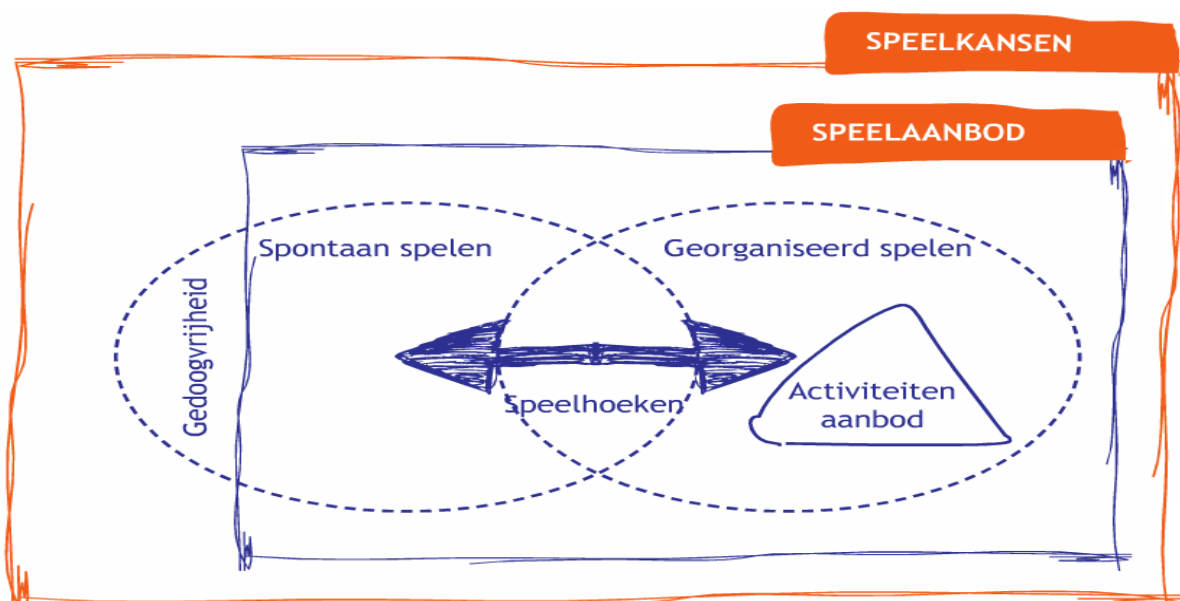 SPEELKANSEN
SPEELAANBOD
Spontaan spelen
Georganiseerd spelen
Gedoogvrijheid
Speelhoeken
Activiteiten
aanbod